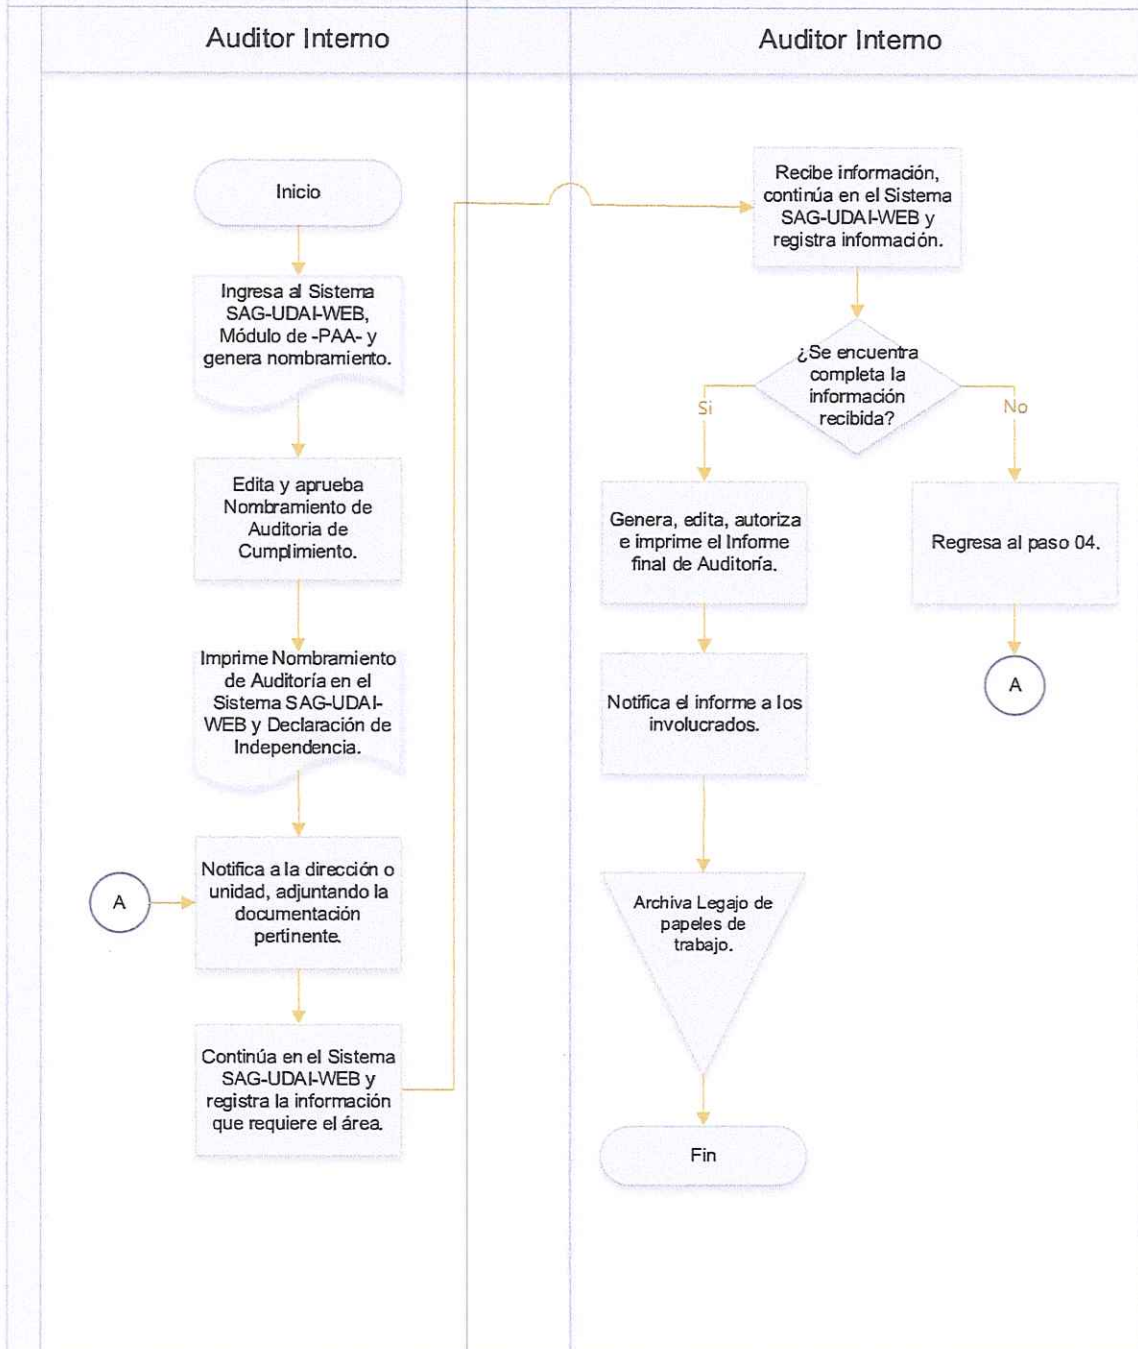 Auditor Interno
Auditor Interno
Inicio
Ingresa al Sistema
SAG-UDAI-WEB,
Módulo de -PAA- y
genera nombramiento.
Edita y aprueba
Nombramiento de
Auditoria de
Cumplimiento.
Imprime Nombramiento
de Auditoría en el
Sistema SAG-UDAI-
WEB y Declaración de
Independencia.
A
Notifica a la dirección o
unidad, adjuntando la
documentación
pertinente.
Continúa en el Sistema
SAG-UDAI-WEB y
registra la información
que requiere el área.
Recibe información,
continúa en el Sistema
SAG-UDAI-WEB y
registra información.
¿Se encuentra
completa la
información
recibida?
Si
No
Genera, edita, autoriza
e imprime el Informe
final de Auditoría.
Regresa al paso 04.
A
Notifica el informe a los
involucrados.
Archiva Legajo de
papeles de
trabajo.
Fin